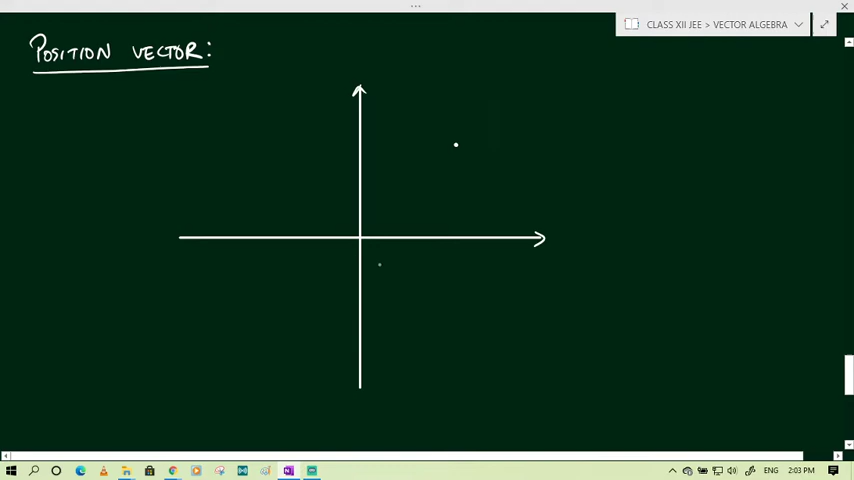 CLASS XII JEE > VECTOR ALGEBRA
POSITION VECTOR:
ENG 2:03 PM